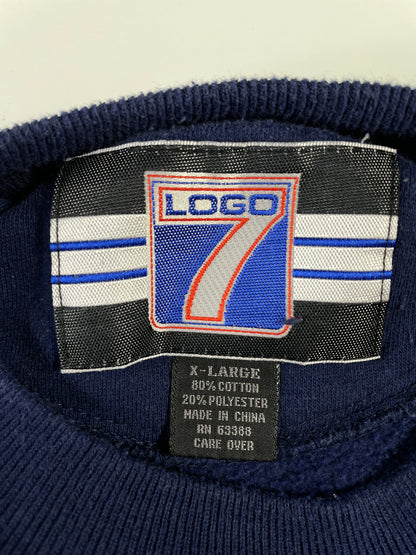 LOGO
7
X-LARGE
80% COTTON
20% POLYESTER
MADE IN CHINA
RN 63388
CARE OVER